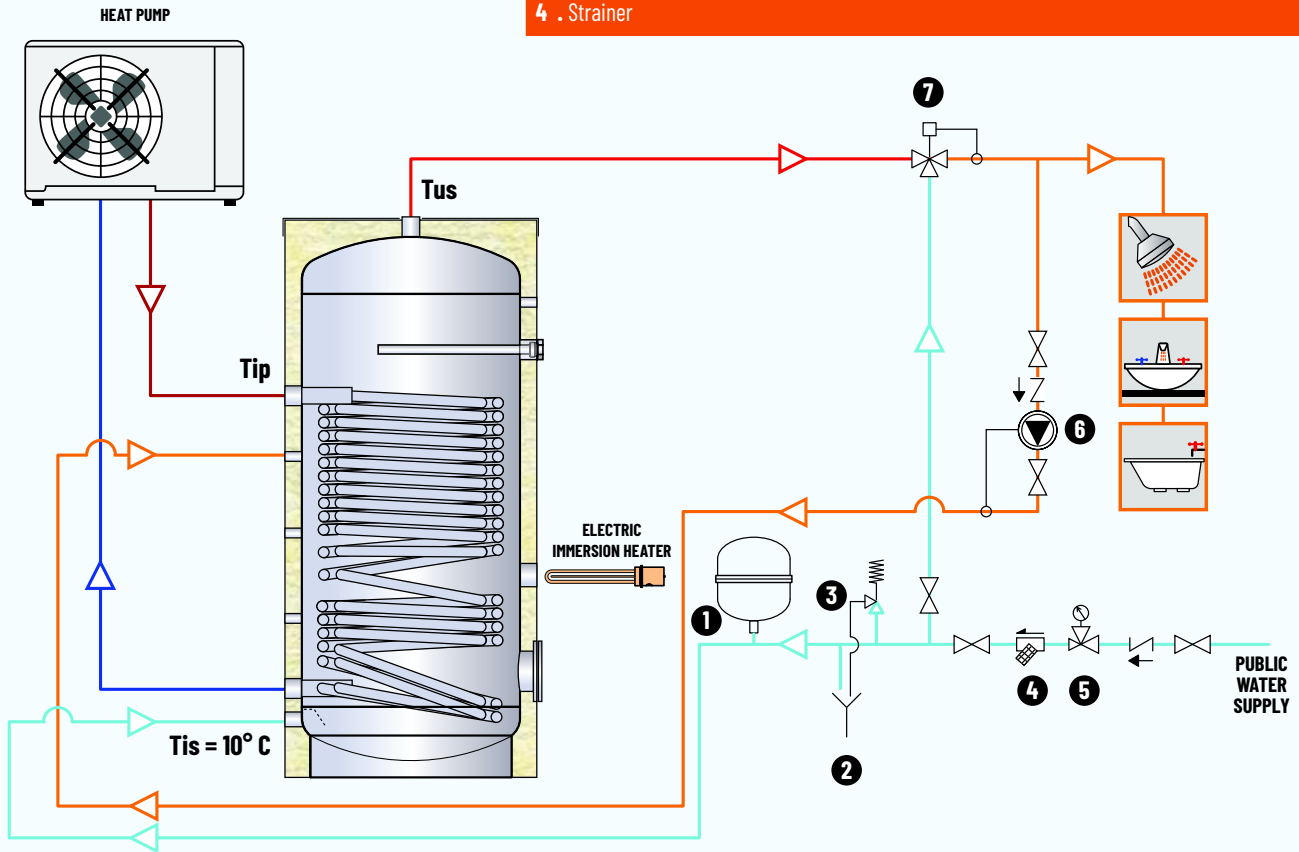 HEAT PUMP
4 . Strainer
7
Tus
Tip
6
ELECTRIC
IMMERSION HEATER
3
1
4
5
PUBLIC
WATER
SUPPLY
Tis = 10° C
2